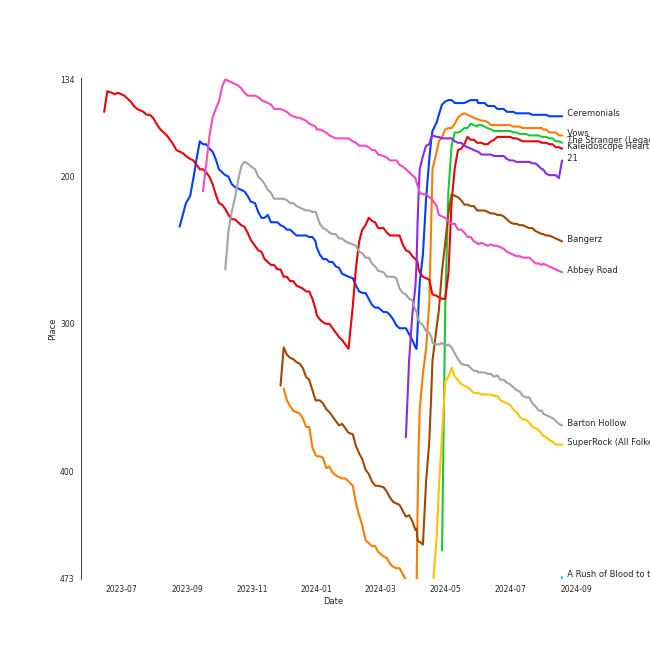 134
200
300
400
473
Place
2023-07
2023-09
2023-11
2024-01
2024-03
2024-05
2024-07
2024-09
Date
Ceremonials
Vows
The Stranger (Legac
Kaleidoscope Heart
21
Bangerz
Abbey Road
Barton Hollow
SuperRock (All Folke
A Rush of Blood to t